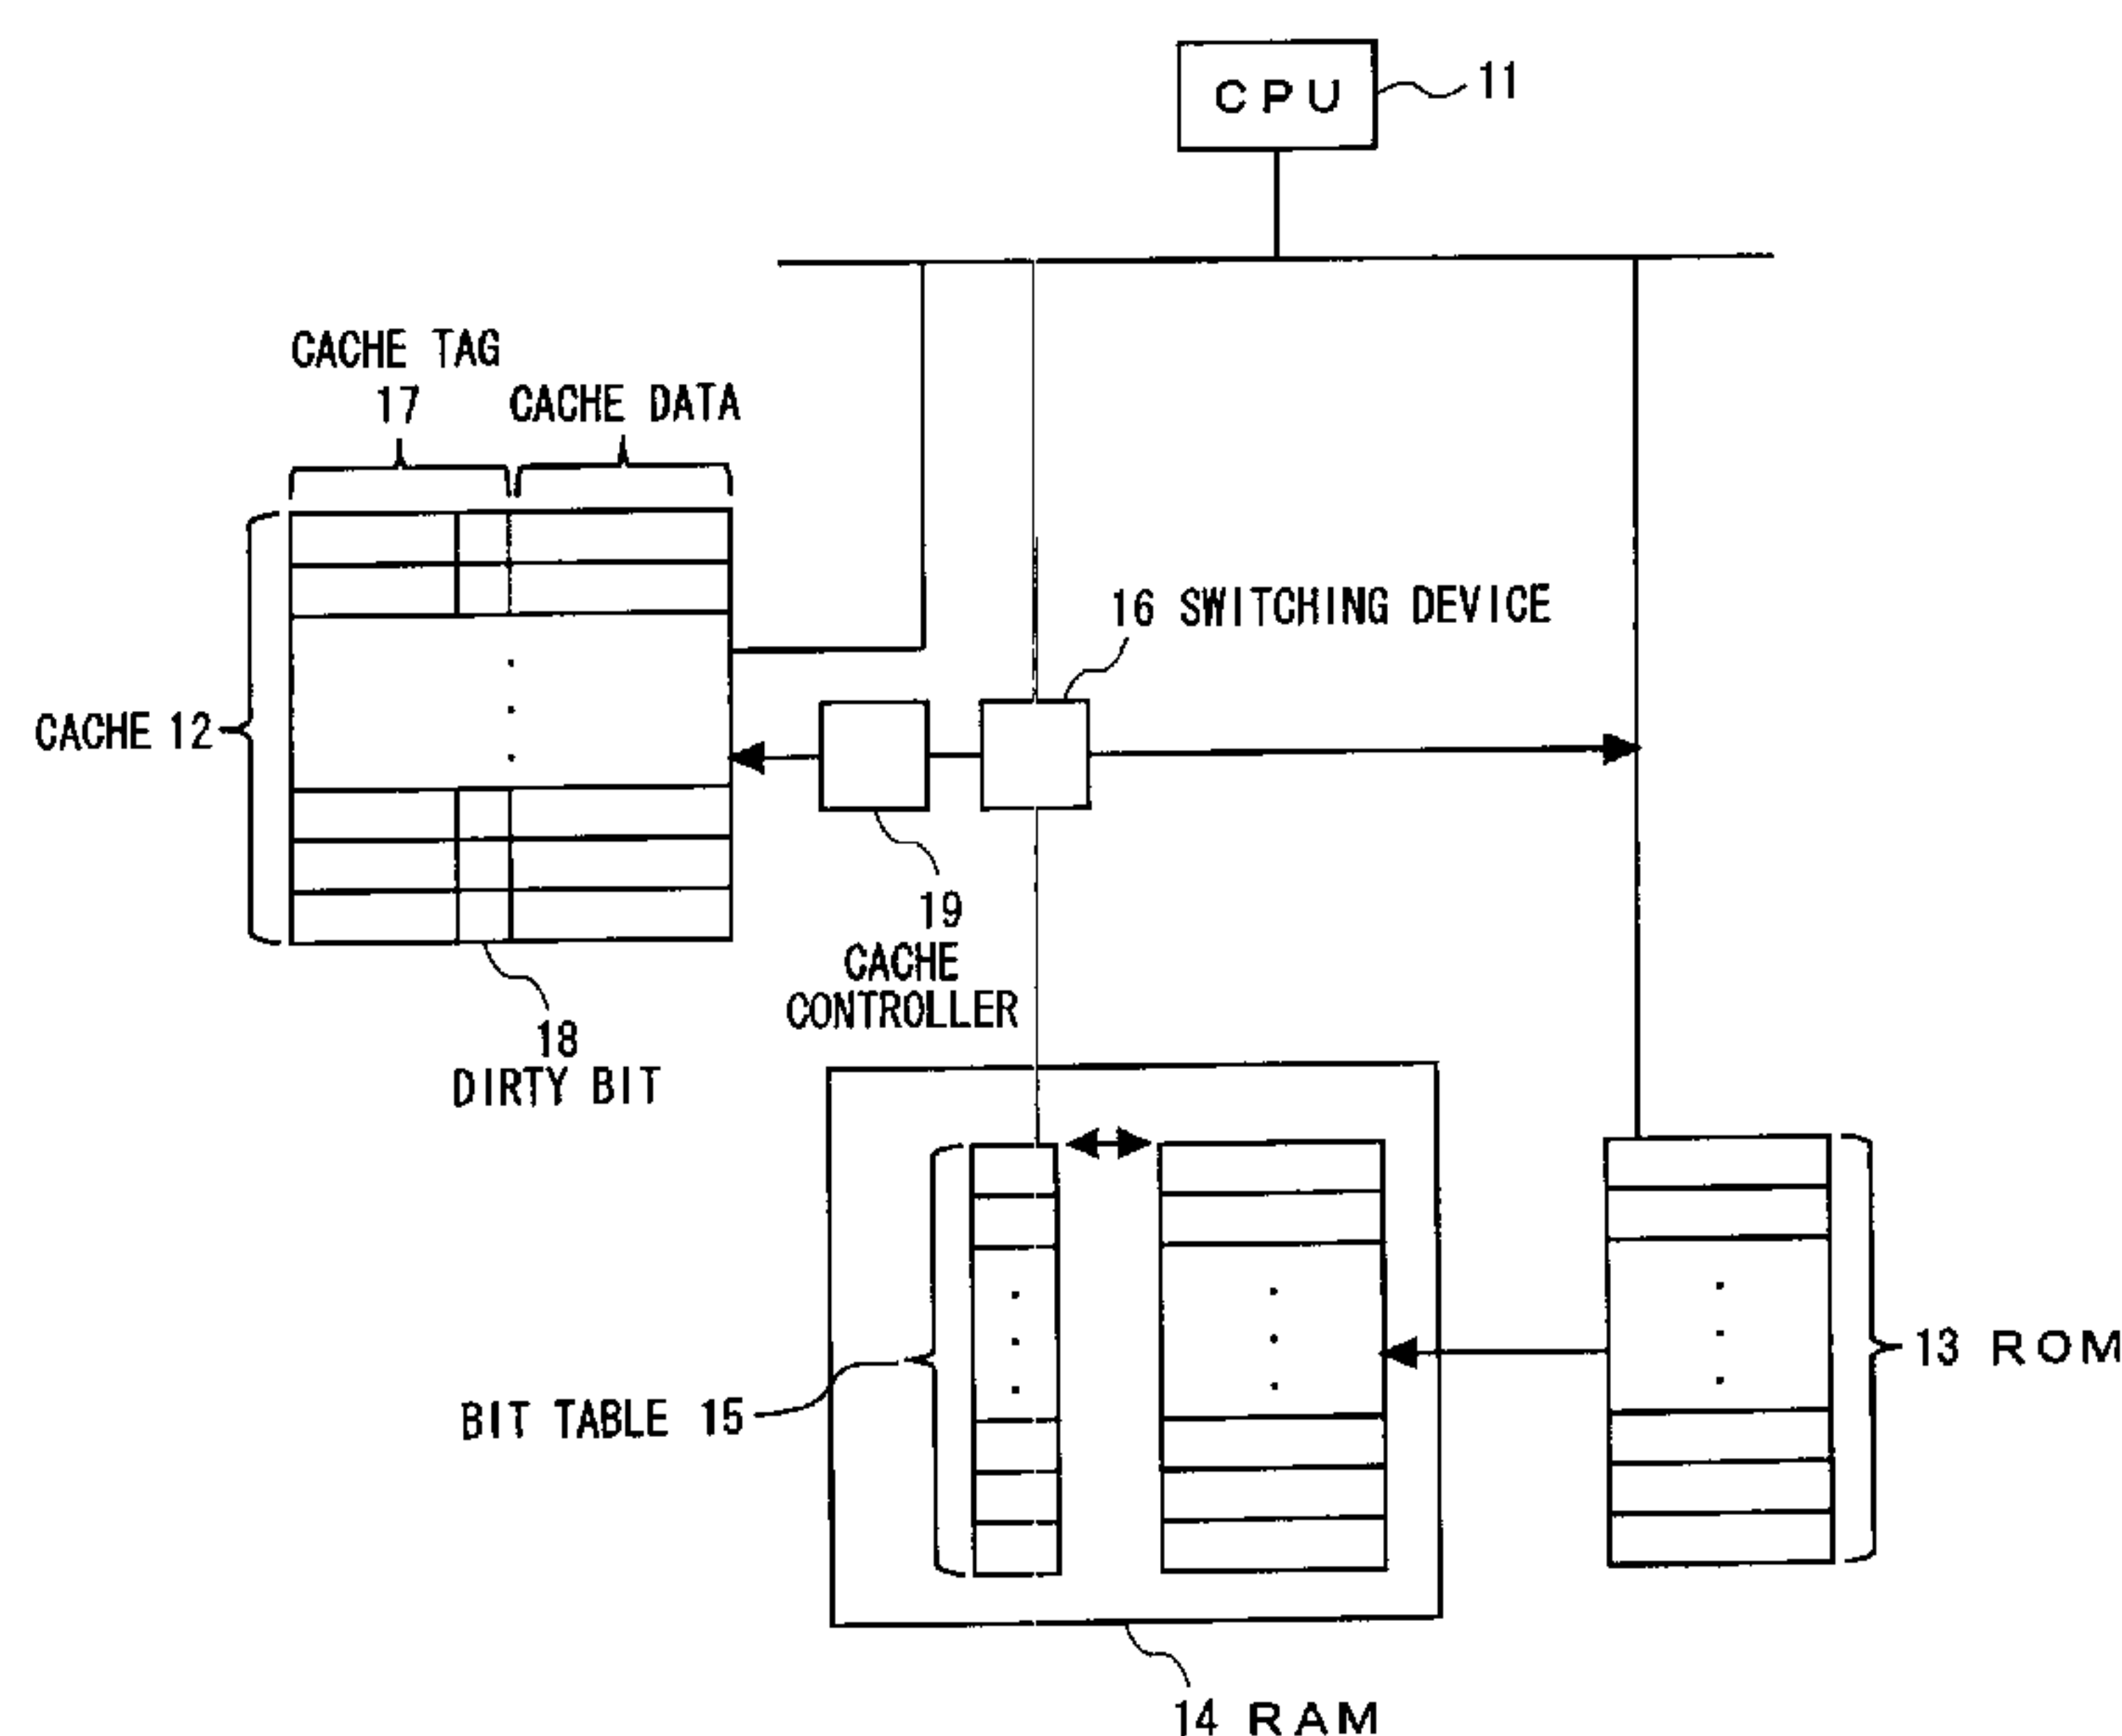 CPU
11
CACHE TAG
17
CACHE DATA
16 SWITCHING DEVICE
CACHE 12
19
CACHE
CONTROLLER
18
DIRTY BIT
BIT TABLE 15
13 ROM
14 RAM